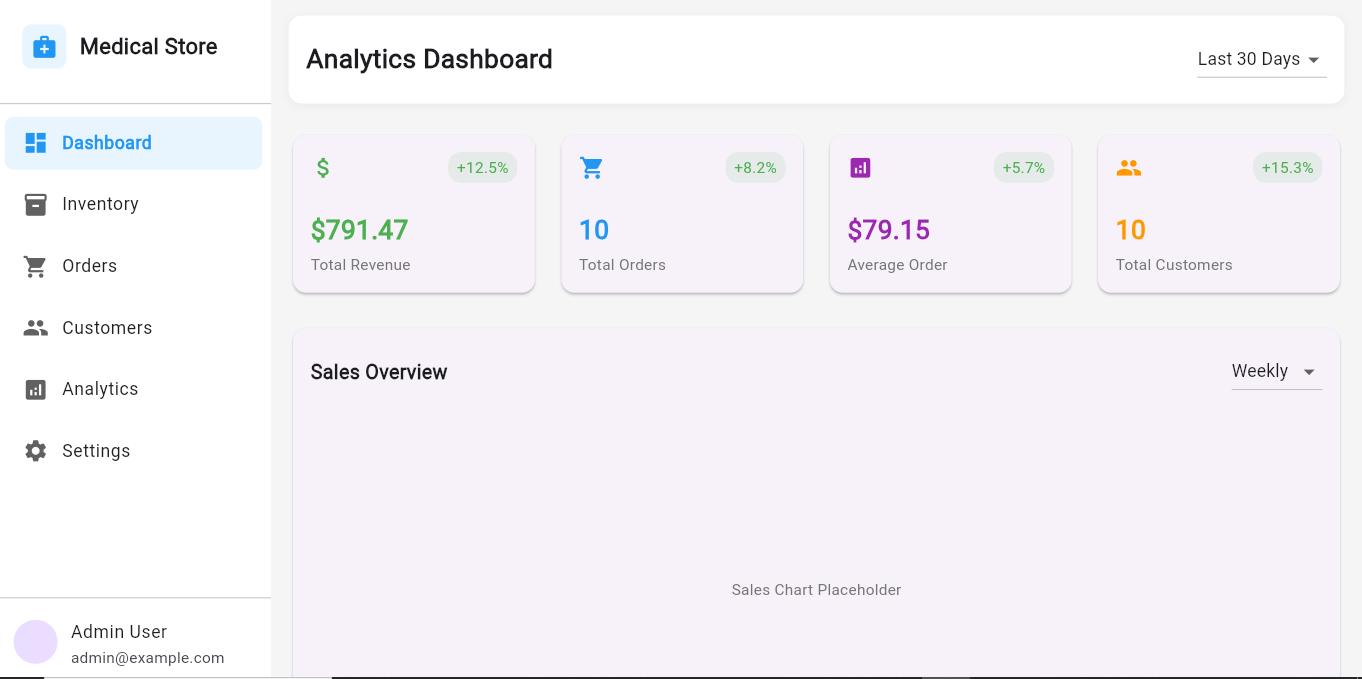 Medical Store
Dashboard
Inventory
Orders
Customers
Analytics
Settings
Admin User
admin@example.com
Analytics Dashboard
Last 30 Days
+12.5%
$791.47
Total Revenue
+8.2%
10
Total Orders
+5.7%
$79.15
Average Order
+15.3%
10
Total Customers
Sales Overview
Weekly
Sales Chart Placeholder